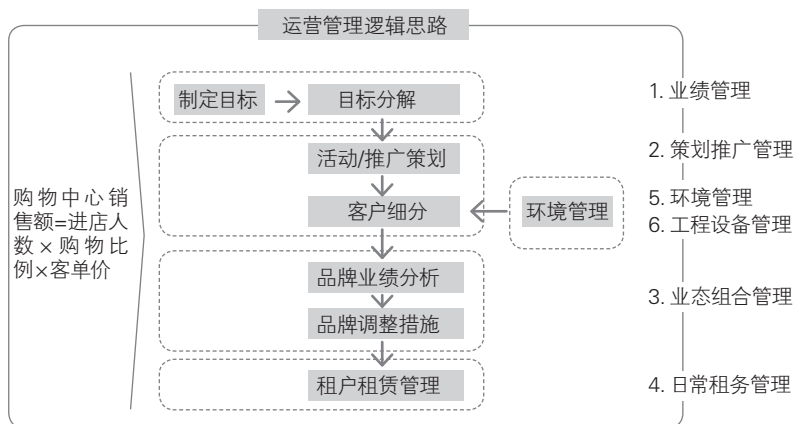 运营管理逻辑思路
制定目标
目标分解
1. 业绩管理
活动/推广策划
2. 策划推广管理
购物中心销
售额=进店人
数×购物比
例×客单价
客户细分
环境管理
5. 环境管理
6. 工程设备管理
品牌业绩分析
3. 业态组合管理
品牌调整措施
租户租赁管理
4. 日常租务管理